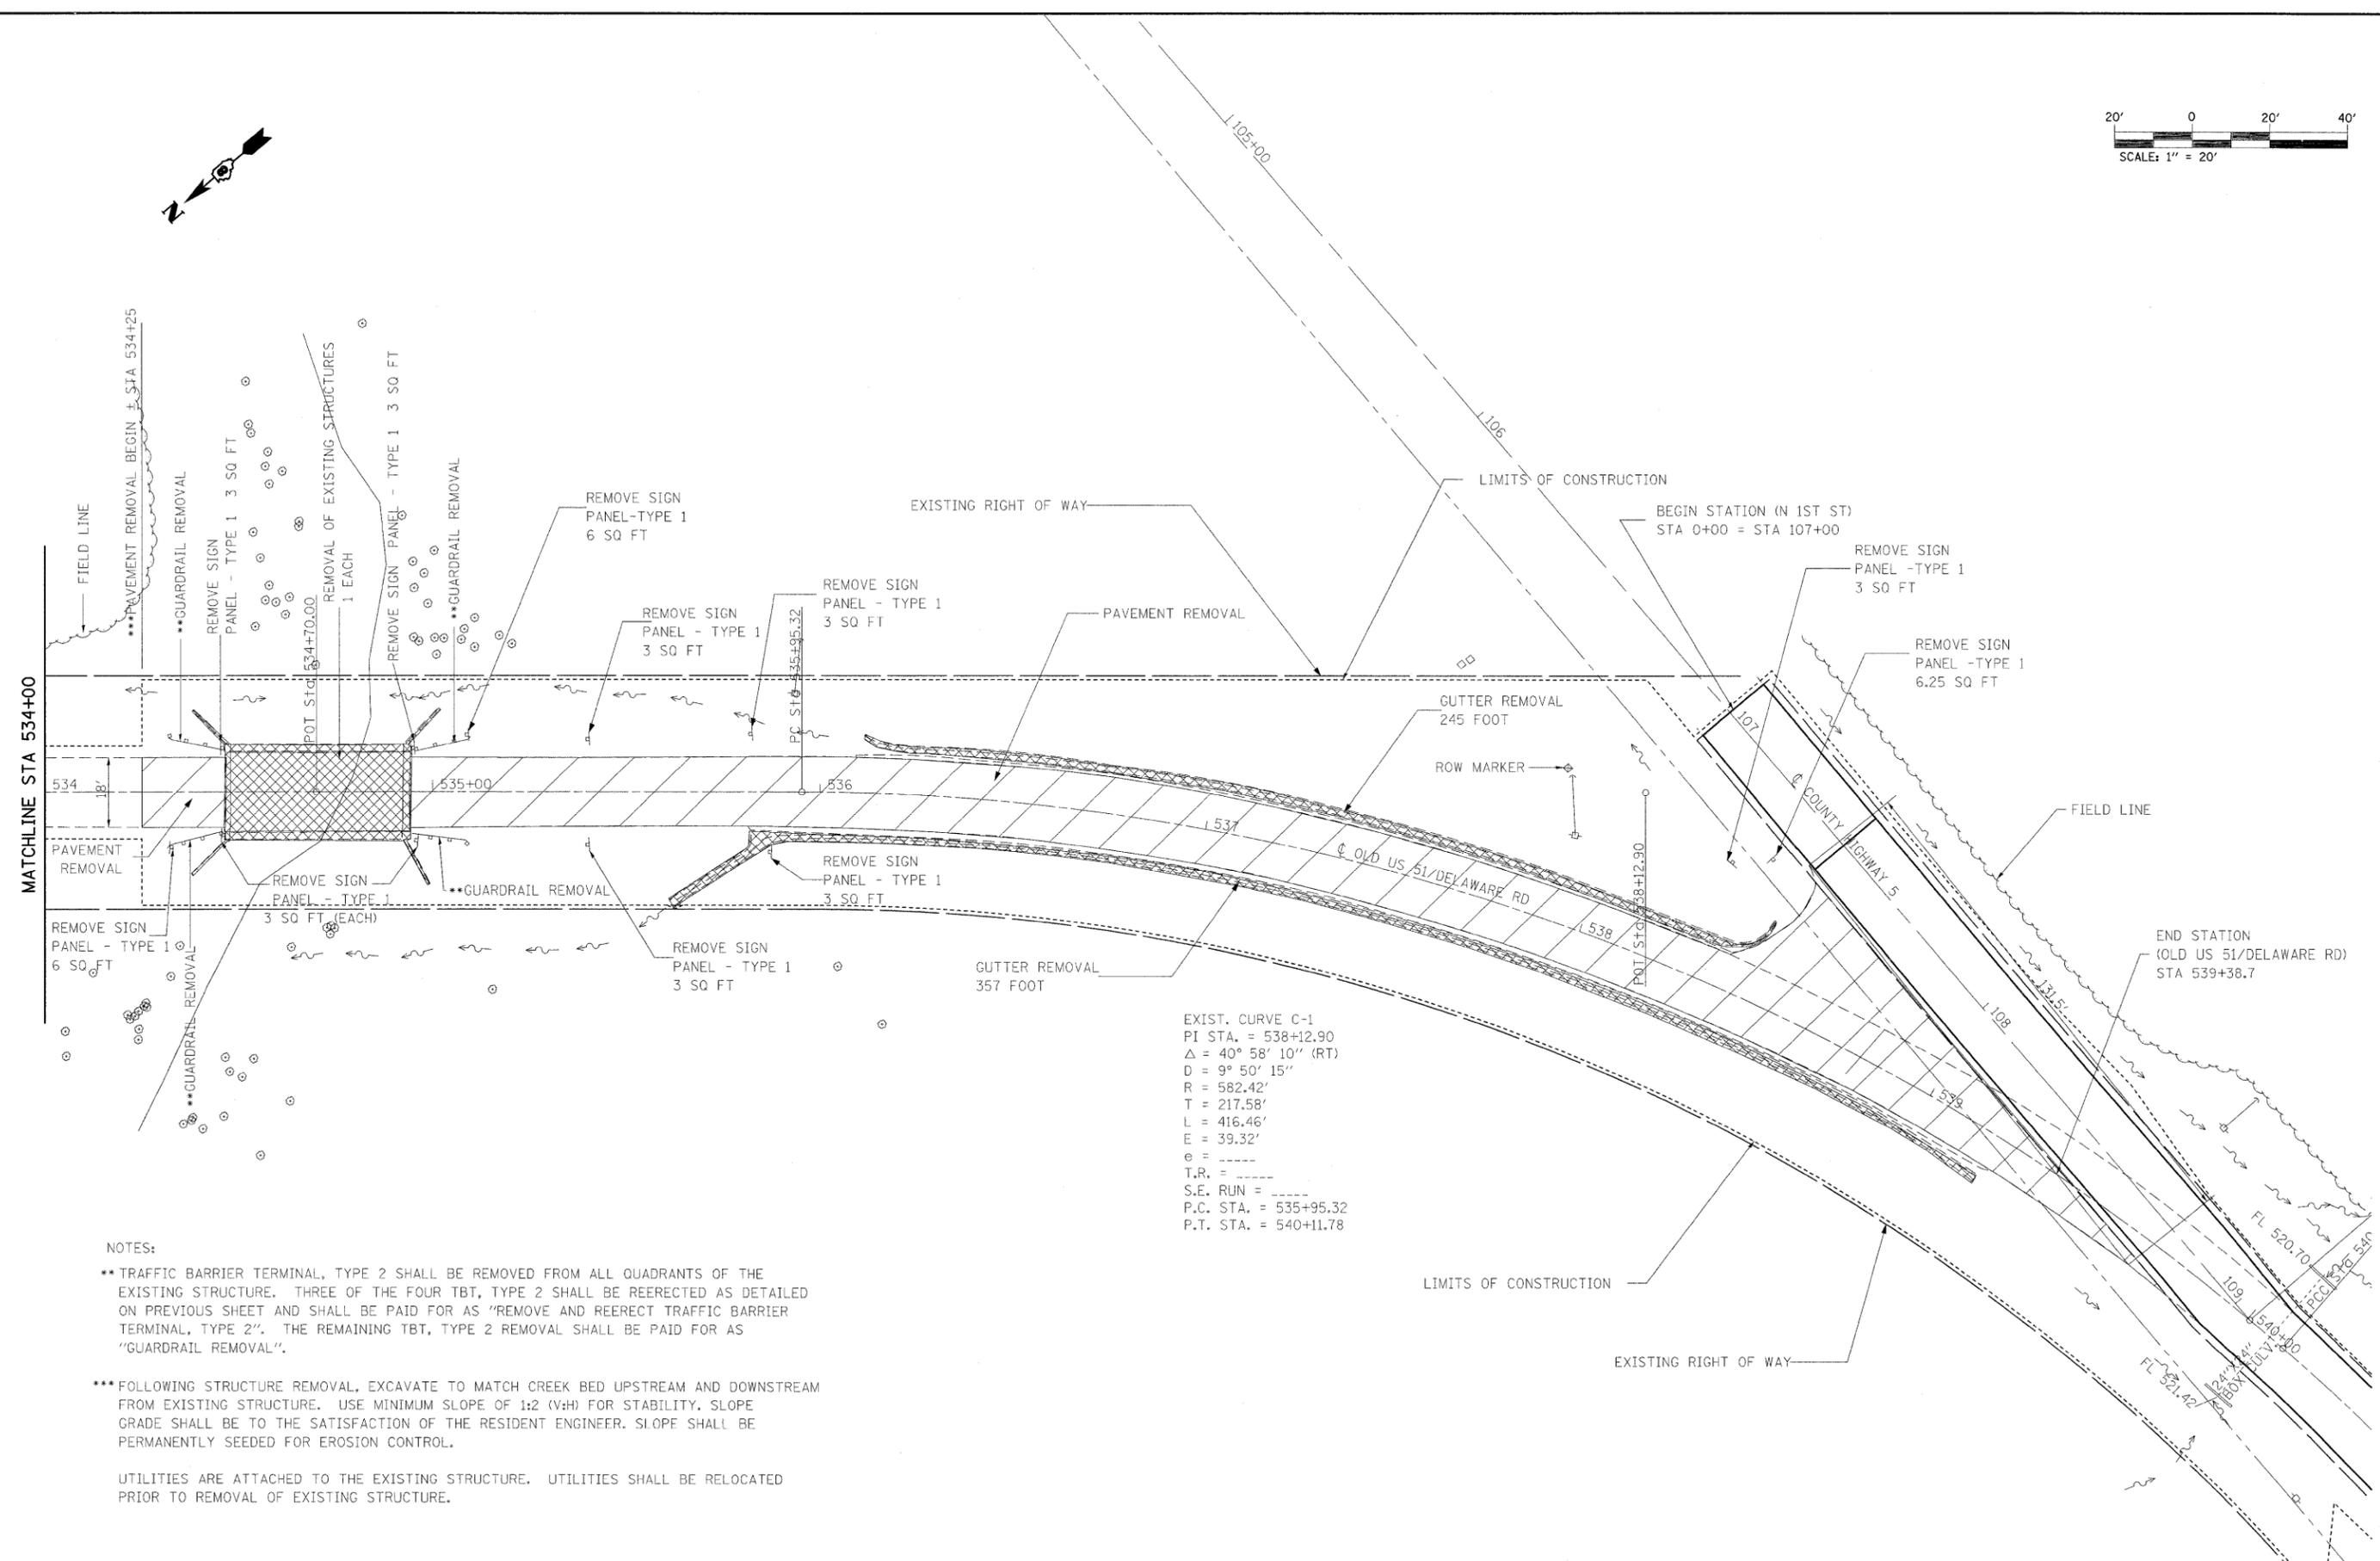 20' 0 20' 40'
SCALE: 1" = 20'
N
105+00
106
MATCHLINE STA 534+00
FIELD LINE
***PAVEMENT REMOVAL BEGIN ± STA 534+25
**GUARDRAIL REMOVAL
REMOVE SIGN
PANEL - TYPE 1 3 SQ FT
POT Sta 534+70.00
REMOVAL OF EXISTING STRUCTURES
1 EACH
REMOVE SIGN PANEL - TYPE 1 3 SQ FT
**GUARDRAIL REMOVAL
REMOVE SIGN
PANEL-TYPE 1
6 SQ FT
REMOVE SIGN
PANEL - TYPE 1
3 SQ FT
REMOVE SIGN
PANEL - TYPE 1
3 SQ FT
PC Sta 535+95.32
EXISTING RIGHT OF WAY
PAVEMENT REMOVAL
LIMITS OF CONSTRUCTION
BEGIN STATION (N 1ST ST)
STA 0+00 = STA 107+00
REMOVE SIGN
PANEL -TYPE 1
3 SQ FT
REMOVE SIGN
PANEL -TYPE 1
6.25 SQ FT
GUTTER REMOVAL
245 FOOT
ROW MARKER
107
℄ COUNTY HIGHWAY 5
FIELD LINE
534
18'
535+00
536
537
℄ OLD US 51/DELAWARE RD
538
POT Sta 538+12.90
539
PAVEMENT
REMOVAL
REMOVE SIGN
PANEL - TYPE 1
3 SQ FT (EACH)
**GUARDRAIL REMOVAL
REMOVE SIGN
PANEL - TYPE 1
3 SQ FT
REMOVE SIGN
PANEL - TYPE 1
6 SQ FT
**GUARDRAIL REMOVAL
REMOVE SIGN
PANEL - TYPE 1
3 SQ FT
GUTTER REMOVAL
357 FOOT
END STATION
(OLD US 51/DELAWARE RD)
STA 539+38.7
131.5'
108
EXIST. CURVE C-1
PI STA. = 538+12.90
Δ = 40° 58' 10" (RT)
D = 9° 50' 15"
R = 582.42'
T = 217.58'
L = 416.46'
E = 39.32'
e = _____
T.R. = _____
S.E. RUN = _____
P.C. STA. = 535+95.32
P.T. STA. = 540+11.78
LIMITS OF CONSTRUCTION
EXISTING RIGHT OF WAY
FL 520.70
PCC Sta 540
109
540+00
24"X24"
BOX CULV
FL 521.42
NOTES:
** TRAFFIC BARRIER TERMINAL, TYPE 2 SHALL BE REMOVED FROM ALL QUADRANTS OF THE
EXISTING STRUCTURE. THREE OF THE FOUR TBT, TYPE 2 SHALL BE REERECTED AS DETAILED
ON PREVIOUS SHEET AND SHALL BE PAID FOR AS "REMOVE AND REERECT TRAFFIC BARRIER
TERMINAL, TYPE 2". THE REMAINING TBT, TYPE 2 REMOVAL SHALL BE PAID FOR AS
"GUARDRAIL REMOVAL".
*** FOLLOWING STRUCTURE REMOVAL, EXCAVATE TO MATCH CREEK BED UPSTREAM AND DOWNSTREAM
FROM EXISTING STRUCTURE. USE MINIMUM SLOPE OF 1:2 (V:H) FOR STABILITY. SLOPE
GRADE SHALL BE TO THE SATISFACTION OF THE RESIDENT ENGINEER. SLOPE SHALL BE
PERMANENTLY SEEDED FOR EROSION CONTROL.
UTILITIES ARE ATTACHED TO THE EXISTING STRUCTURE. UTILITIES SHALL BE RELOCATED
PRIOR TO REMOVAL OF EXISTING STRUCTURE.